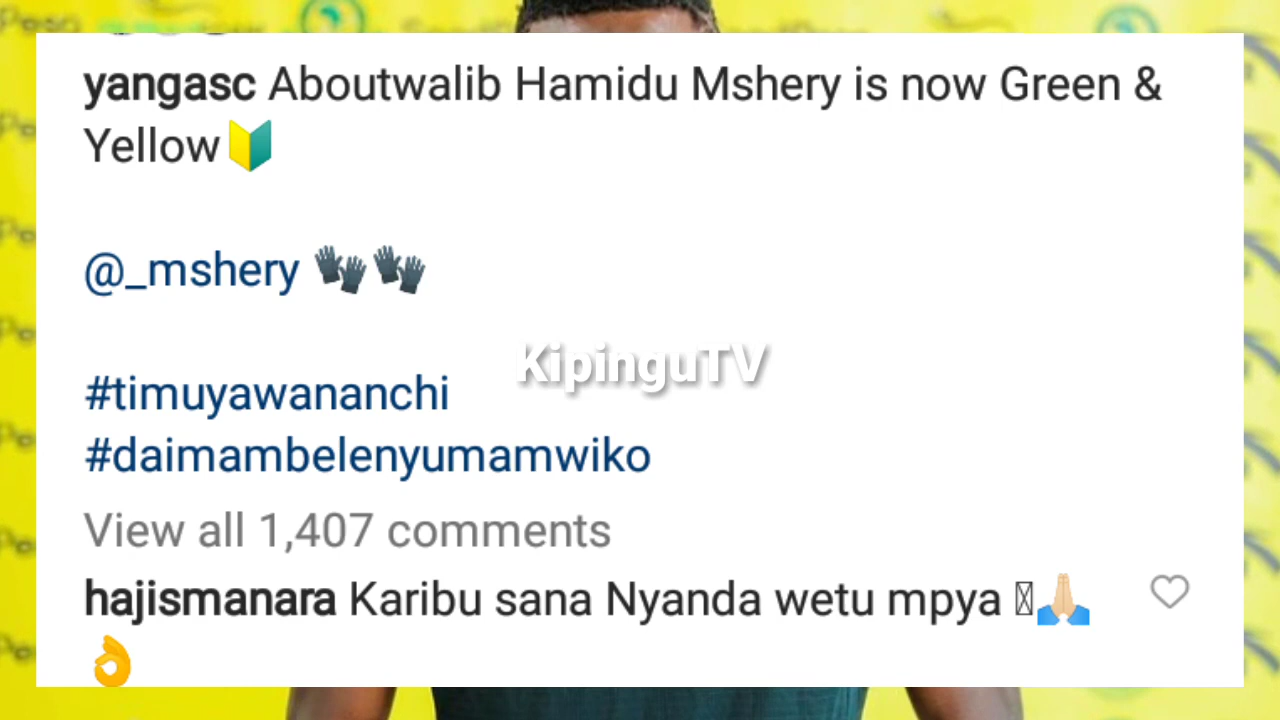 yangasc Aboutwalib Hamidu Mshery is now Green &
Yellow🔰
@_mshery 🧤🧤
KipinguTV
#timuyawananchi
#daimambelenyumamwiko
View all 1,407 comments
hajismanara Karibu sana Nyanda wetu mpya 🙏🏼
👌